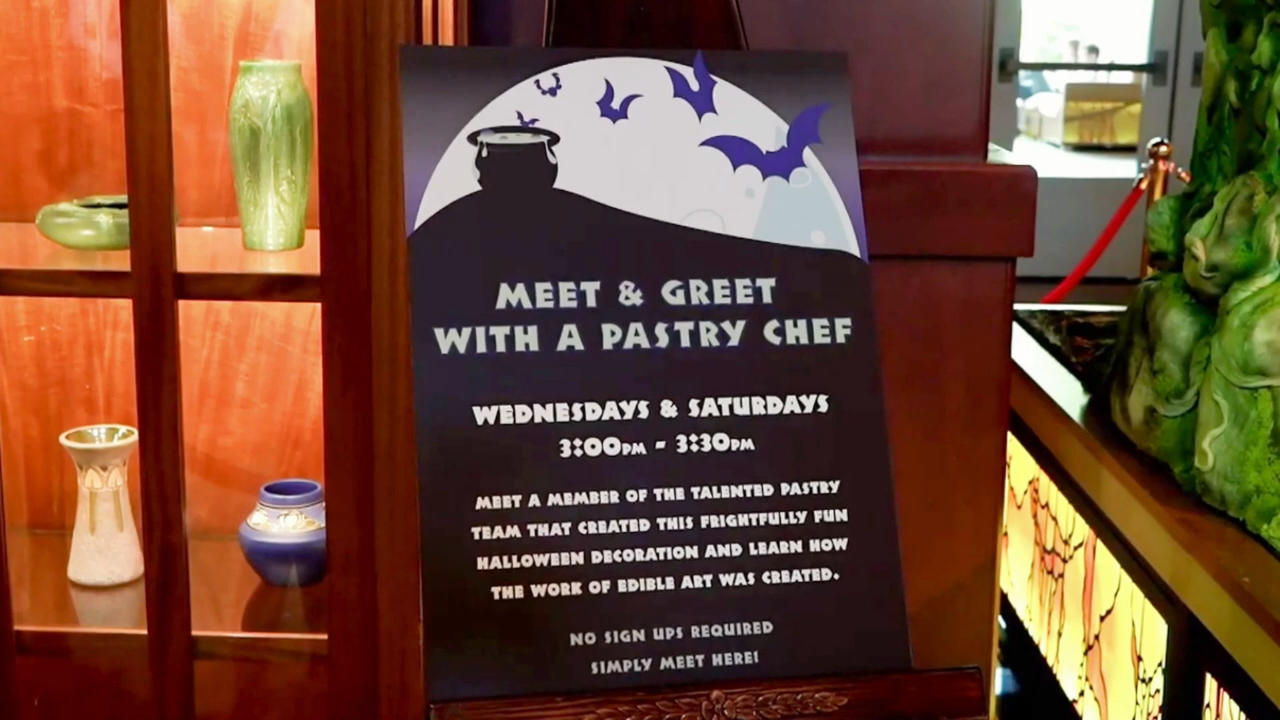 MEET & GREET
WITH A PASTRY CHEF
WEDNESDAYS & SATURDAYS
3:00PM - 3:30PM
MEET A MEMBER OF THE TALENTED PASTRY
TEAM THAT CREATED THIS FRIGHTFULLY FUN
HALLOWEEN DECORATION AND LEARN HOW
THE WORK OF EDIBLE ART WAS CREATED.
NO SIGN UPS REQUIRED
SIMPLY MEET HERE!